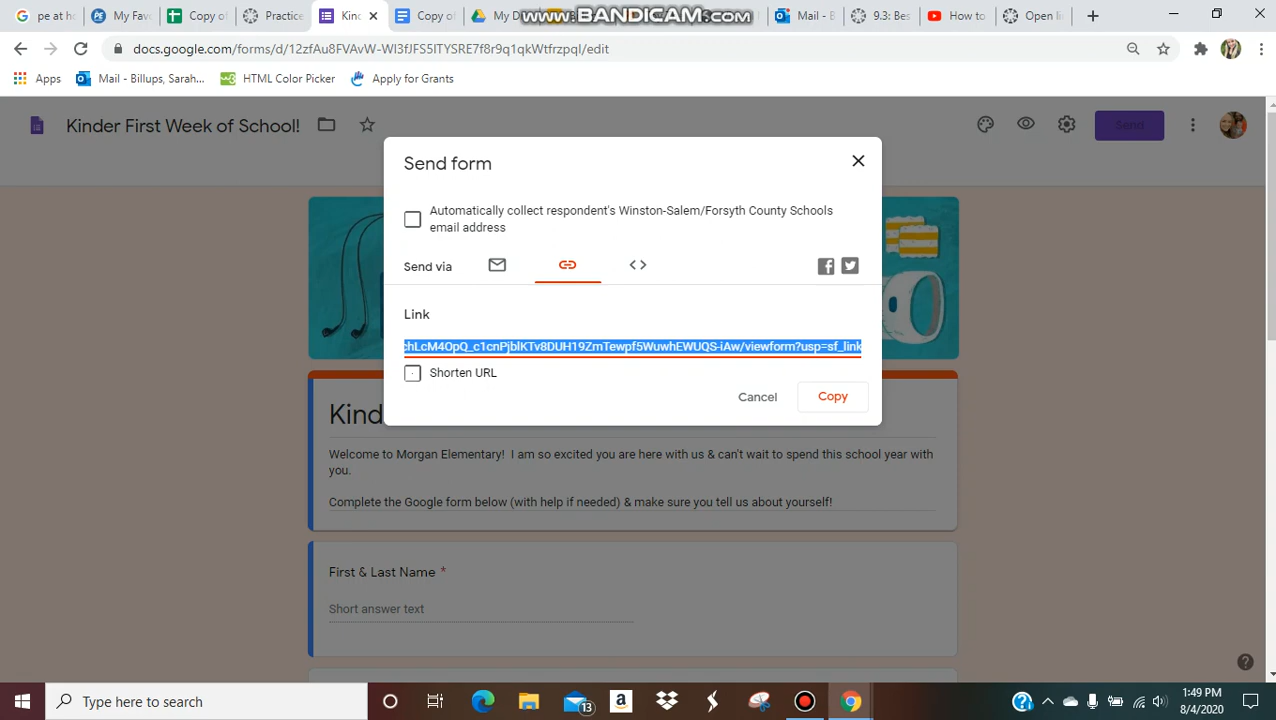 pe an
My Fav
Copy of
Practice
Kind
Copy of
My D
www.BANDICAM.com
Mail - B
9.3: Bes
How to
Open li
docs.google.com/forms/d/12zfAu8FVAvW-WI3fJFS5ITYSRE7f8r9q1qkWtfrzpqI/edit
Apps
Mail - Billups, Sarah...
HTML Color Picker
Apply for Grants
Kinder First Week of School!
Send
Send form
Automatically collect respondent's Winston-Salem/Forsyth County Schools
email address
Send via
Link
chLcM4OpQ_c1cnPjblKTv8DUH19ZmTewpf5WuwhEWUQS-iAw/viewform?usp=sf_link
Shorten URL
Cancel
Copy
Kind
Welcome to Morgan Elementary! I am so excited you are here with us & can't wait to spend this school year with
you.
Complete the Google form below (with help if needed) & make sure you tell us about yourself!
First & Last Name *
Short answer text
Type here to search
13
1:49 PM
8/4/2020